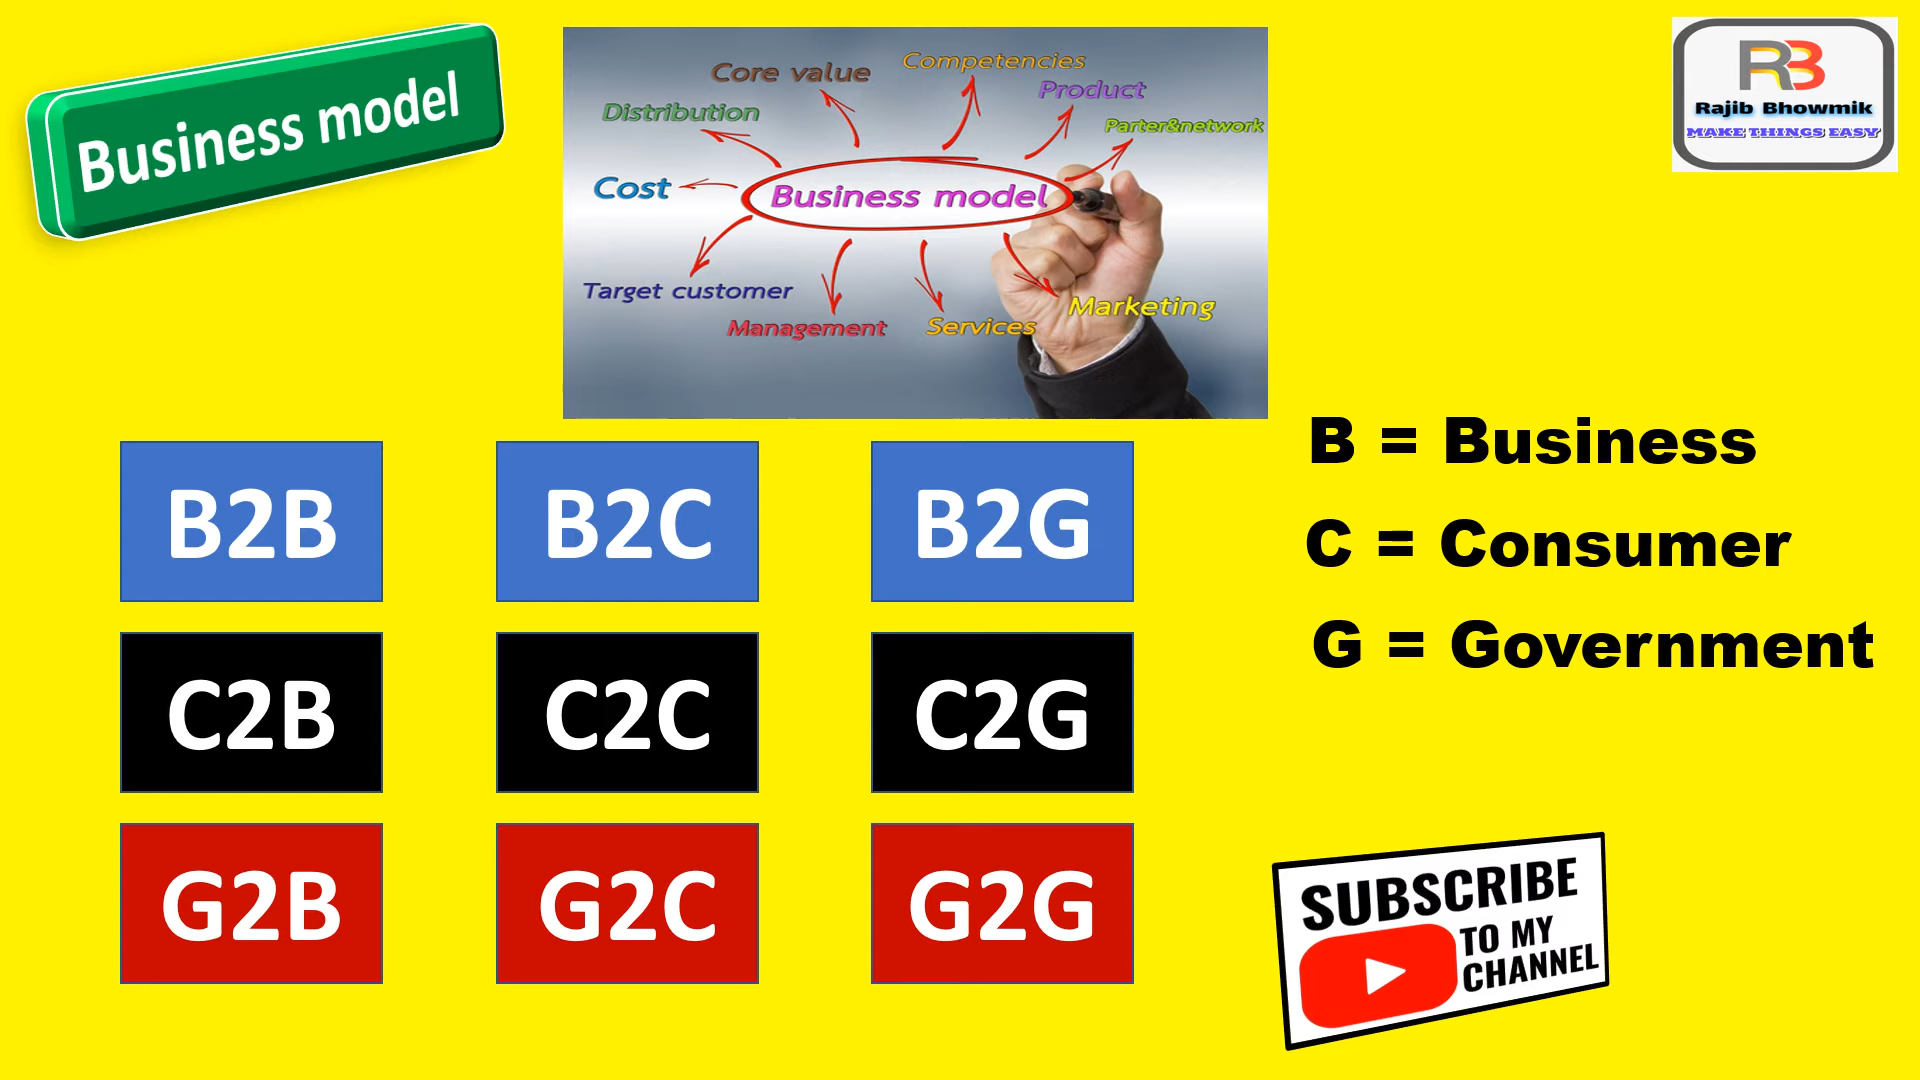 Business model
Core value
Competencies
Product
Distribution
Parter&network
Cost
Business model
Target customer
Management
Services
Marketing
RB
Rajib Bhowmik
MAKE THINGS EASY
B2B B2C B2G
C2B C2C C2G
G2B G2C G2G
B = Business
C = Consumer
G = Government
SUBSCRIBE
TO MY
CHANNEL